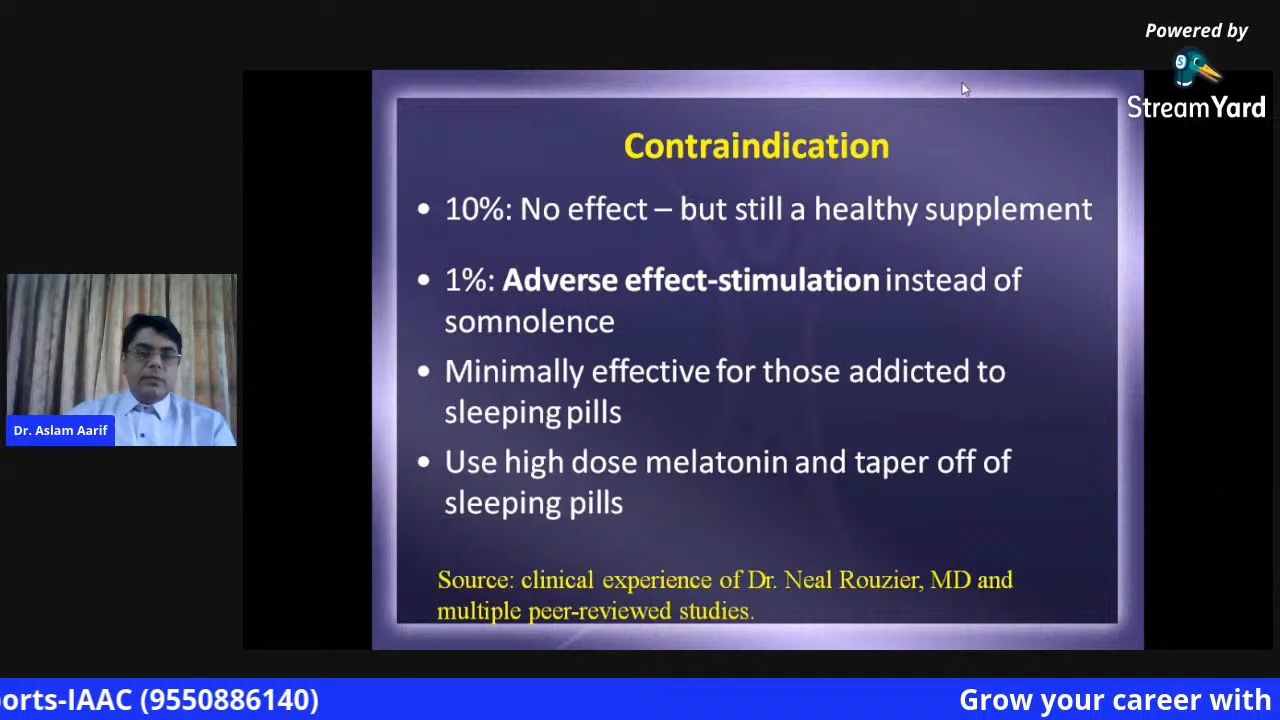 Powered by
StreamYard
Contraindication
• 10%: No effect – but still a healthy supplement
• 1%: Adverse effect-stimulation instead of
somnolence
• Minimally effective for those addicted to
sleeping pills
• Use high dose melatonin and taper off of
sleeping pills
Source: clinical experience of Dr. Neal Rouzier, MD and
multiple peer-reviewed studies.
Dr. Aslam Aarif
orts-IAAC (9550886140)
Grow your career with